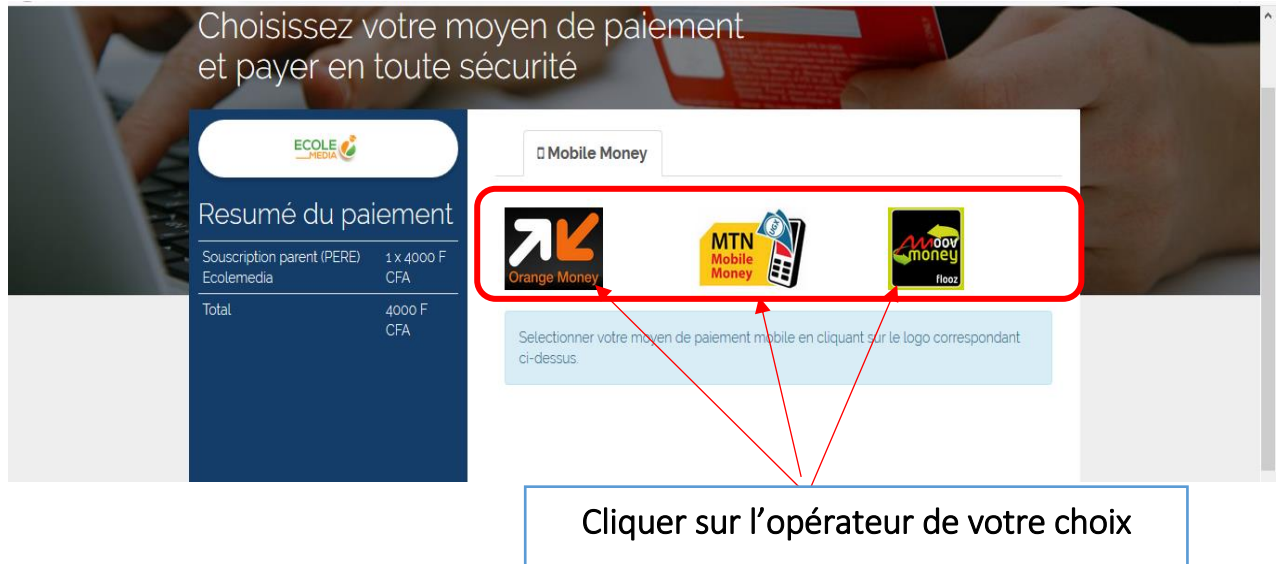 Choisissez votre moyen de paiement
et payer en toute sécurité
ECOLE
MEDIA
Resumé du paiement
Souscription parent (PERE) 1 x 4000 F
Ecolemedia CFA
Total 4000 F
CFA
Mobile Money
Orange Money
MTN
Mobile
Money
moov
money
flooz
Selectionner votre moyen de paiement mobile en cliquant sur le logo correspondant
ci-dessus.
Cliquer sur l’opérateur de votre choix